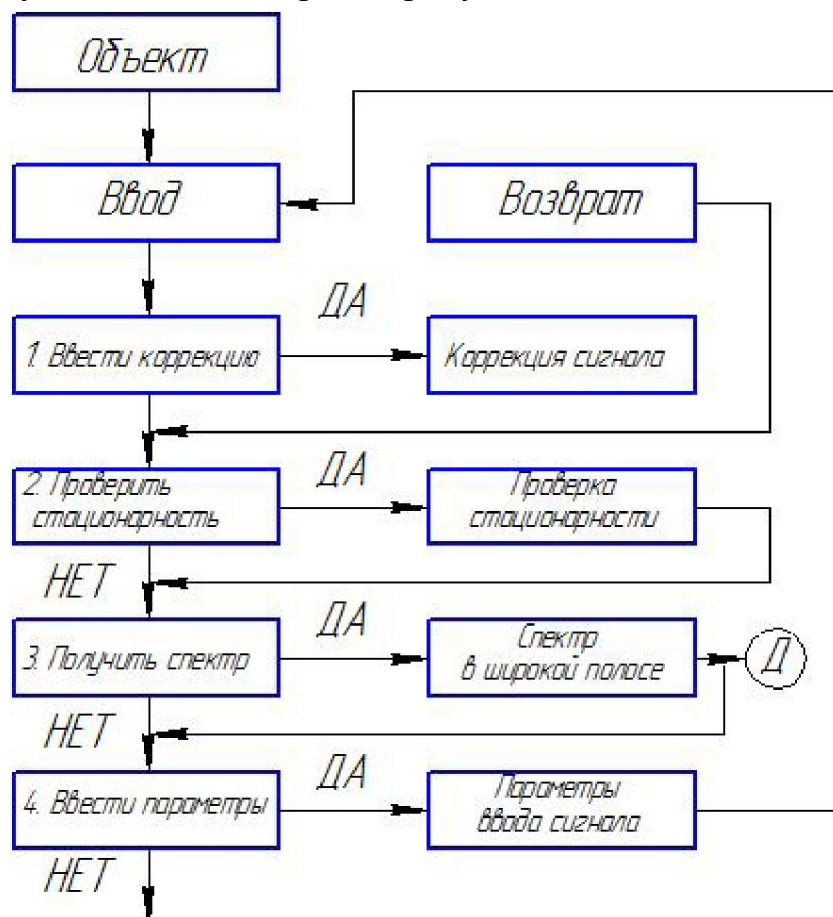 Объект
Ввод
Возврат
ДА
1. Ввести коррекцию
Коррекция сигнала
2. Проверить
стационарность
ДА
Проверка
стационарности
НЕТ
3. Получить спектр
ДА
Спектр
в широкой полосе
Д
НЕТ
4. Ввести параметры
ДА
Параметры
ввода сигнала
НЕТ